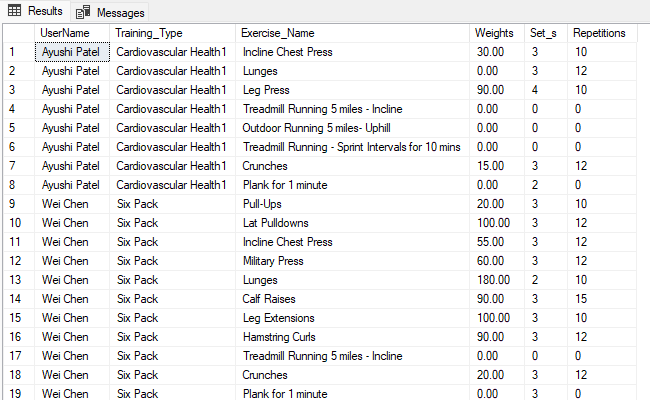 Results Messages
UserName Training_Type Exercise_Name Weights Set_s Repetitions
1 Ayushi Patel Cardiovascular Health1 Incline Chest Press 30.00 3 10
2 Ayushi Patel Cardiovascular Health1 Lunges 0.00 3 12
3 Ayushi Patel Cardiovascular Health1 Leg Press 90.00 4 10
4 Ayushi Patel Cardiovascular Health1 Treadmill Running 5 miles - Incline 0.00 0 0
5 Ayushi Patel Cardiovascular Health1 Outdoor Running 5 miles- Uphill 0.00 0 0
6 Ayushi Patel Cardiovascular Health1 Treadmill Running - Sprint Intervals for 10 mins 0.00 0 0
7 Ayushi Patel Cardiovascular Health1 Crunches 15.00 3 12
8 Ayushi Patel Cardiovascular Health1 Plank for 1 minute 0.00 2 0
9 Wei Chen Six Pack Pull-Ups 20.00 3 10
10 Wei Chen Six Pack Lat Pulldowns 100.00 3 12
11 Wei Chen Six Pack Incline Chest Press 55.00 3 12
12 Wei Chen Six Pack Military Press 60.00 3 12
13 Wei Chen Six Pack Lunges 180.00 2 10
14 Wei Chen Six Pack Calf Raises 90.00 3 15
15 Wei Chen Six Pack Leg Extensions 100.00 3 10
16 Wei Chen Six Pack Hamstring Curls 90.00 3 12
17 Wei Chen Six Pack Treadmill Running 5 miles - Incline 0.00 0 0
18 Wei Chen Six Pack Crunches 20.00 3 12
19 Wei Chen Six Pack Plank for 1 minute 0.00 3 0